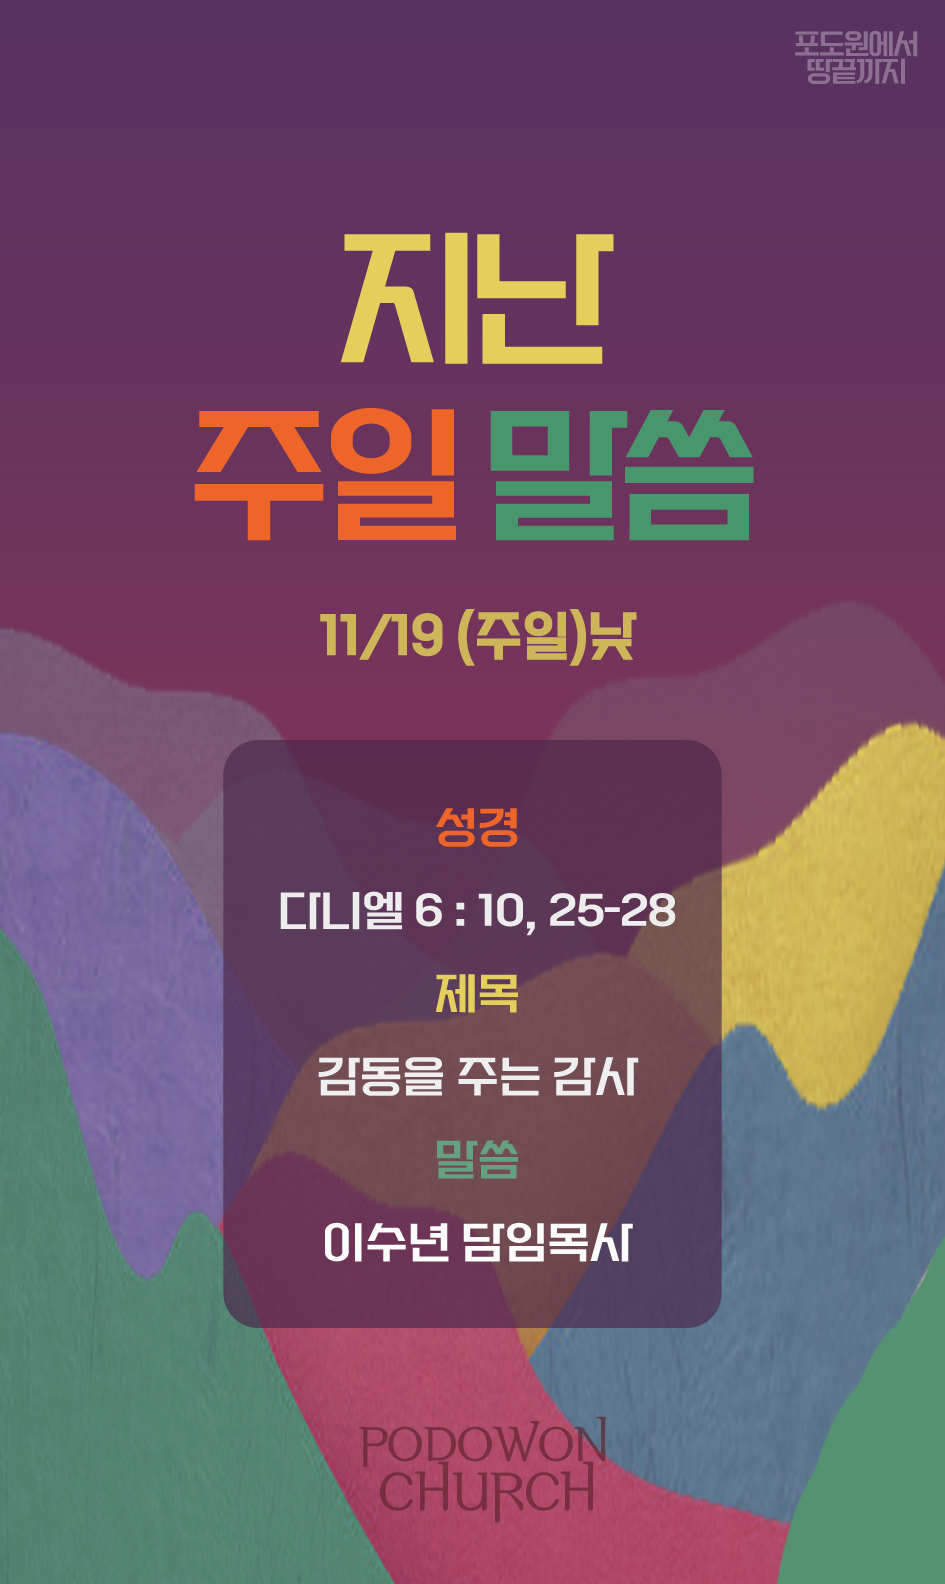 포도원에서
땅끝까지
지난
주일 말씀
11/19 (주일)낮
성경
다니엘 6 : 10, 25-28
제목
감동을 주는 감사
말씀
이수년 담임목사
PODOWON
CHURCH